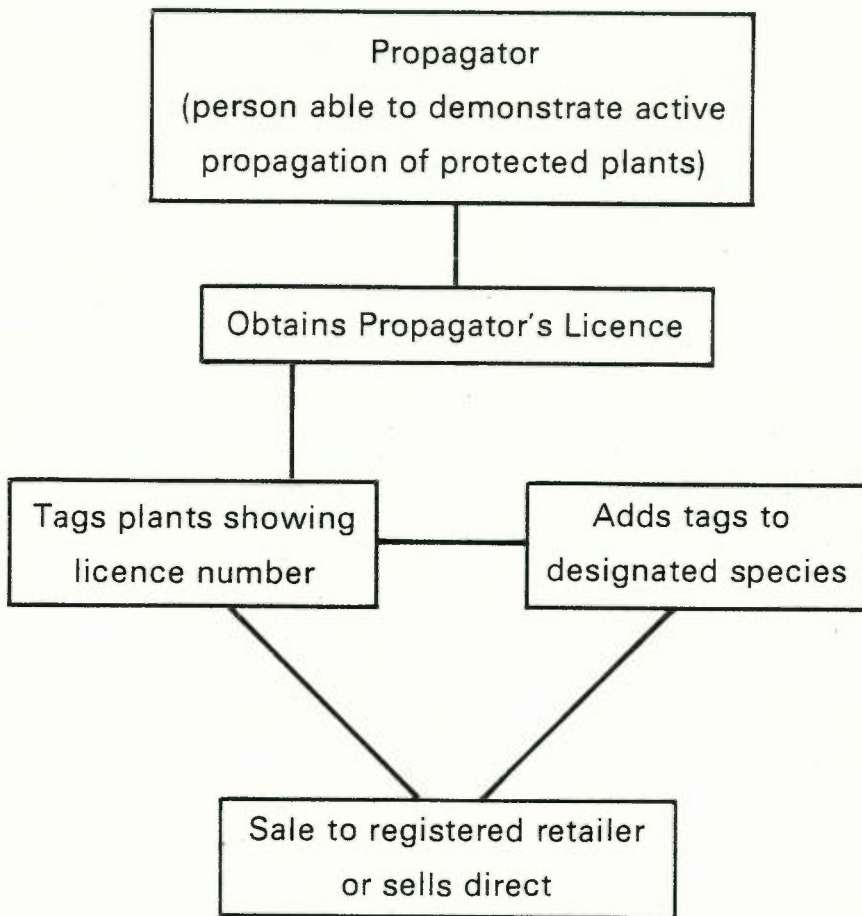 Propagator
(person able to demonstrate active
propagation of protected plants)
Obtains Propagator's Licence
Tags plants showing
licence number
Adds tags to
designated species
Sale to registered retailer
or sells direct